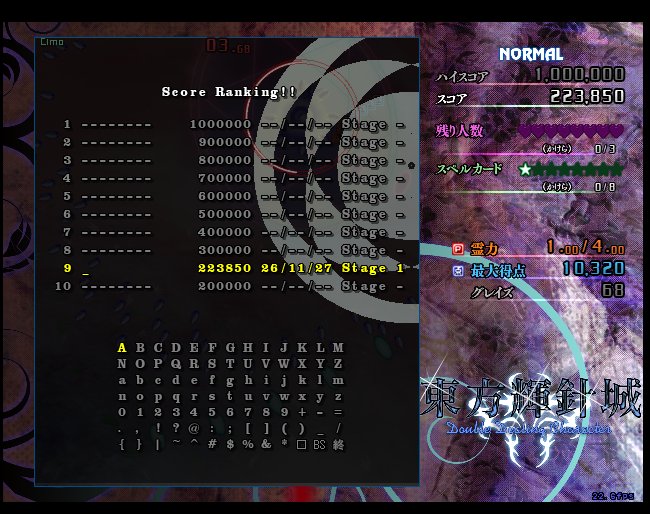 Cirno
03.68
Score Ranking!!
1 -------- 1000000 --/--/-- Stage -
2 -------- 900000 --/--/-- Stage -
3 -------- 800000 --/--/-- Stage -
4 -------- 700000 --/--/-- Stage -
5 -------- 600000 --/--/-- Stage -
6 -------- 500000 --/--/-- Stage -
7 -------- 400000 --/--/-- Stage -
8 -------- 300000 --/--/-- Stage -
9 _ 223850 26/11/27 Stage 1
10 -------- 200000 --/--/-- Stage -
A B C D E F G H I J K L M
N O P Q R S T U V W X Y Z
a b c d e f g h i j k l m
n o p q r s t u v w x y z
0 1 2 3 4 5 6 7 8 9 + - =
. , ! ? @ : ; [ ] ( ) _ /
{ } | ~ ^ # $ % & * □ BS 終
NORMAL
ハイスコア 1,000,000
スコア 223,850
残り人数
(かけら) 0/3
スペルカード ★
(かけら) 0/8
P 霊力 1.00/4.00
点 最大得点 10,320
グレイズ 68
東方輝針城
Double Dealing Character
22.6fps